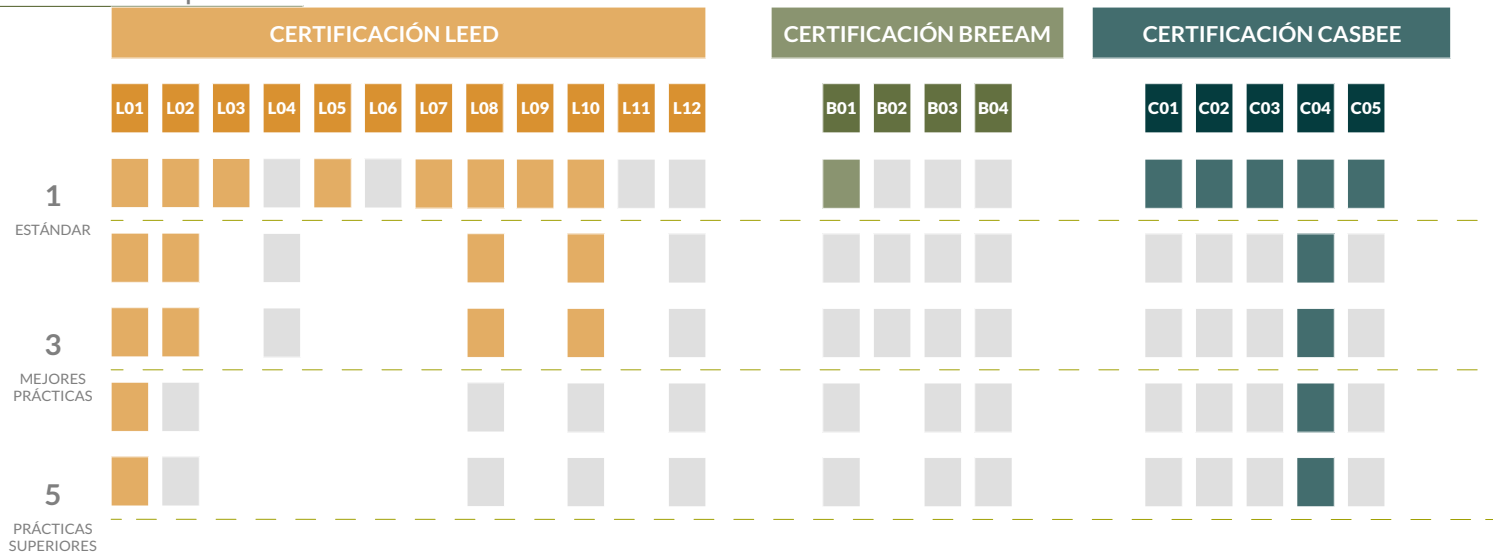 CERTIFICACIÓN LEED
CERTIFICACIÓN BREEAM
CERTIFICACIÓN CASBEE
L01 L02 L03 L04 L05 L06 L07 L08 L09 L10 L11 L12
B01 B02 B03 B04
C01 C02 C03 C04 C05
1
ESTÁNDAR
3
MEJORES
PRÁCTICAS
5
PRÁCTICAS
SUPERIORES